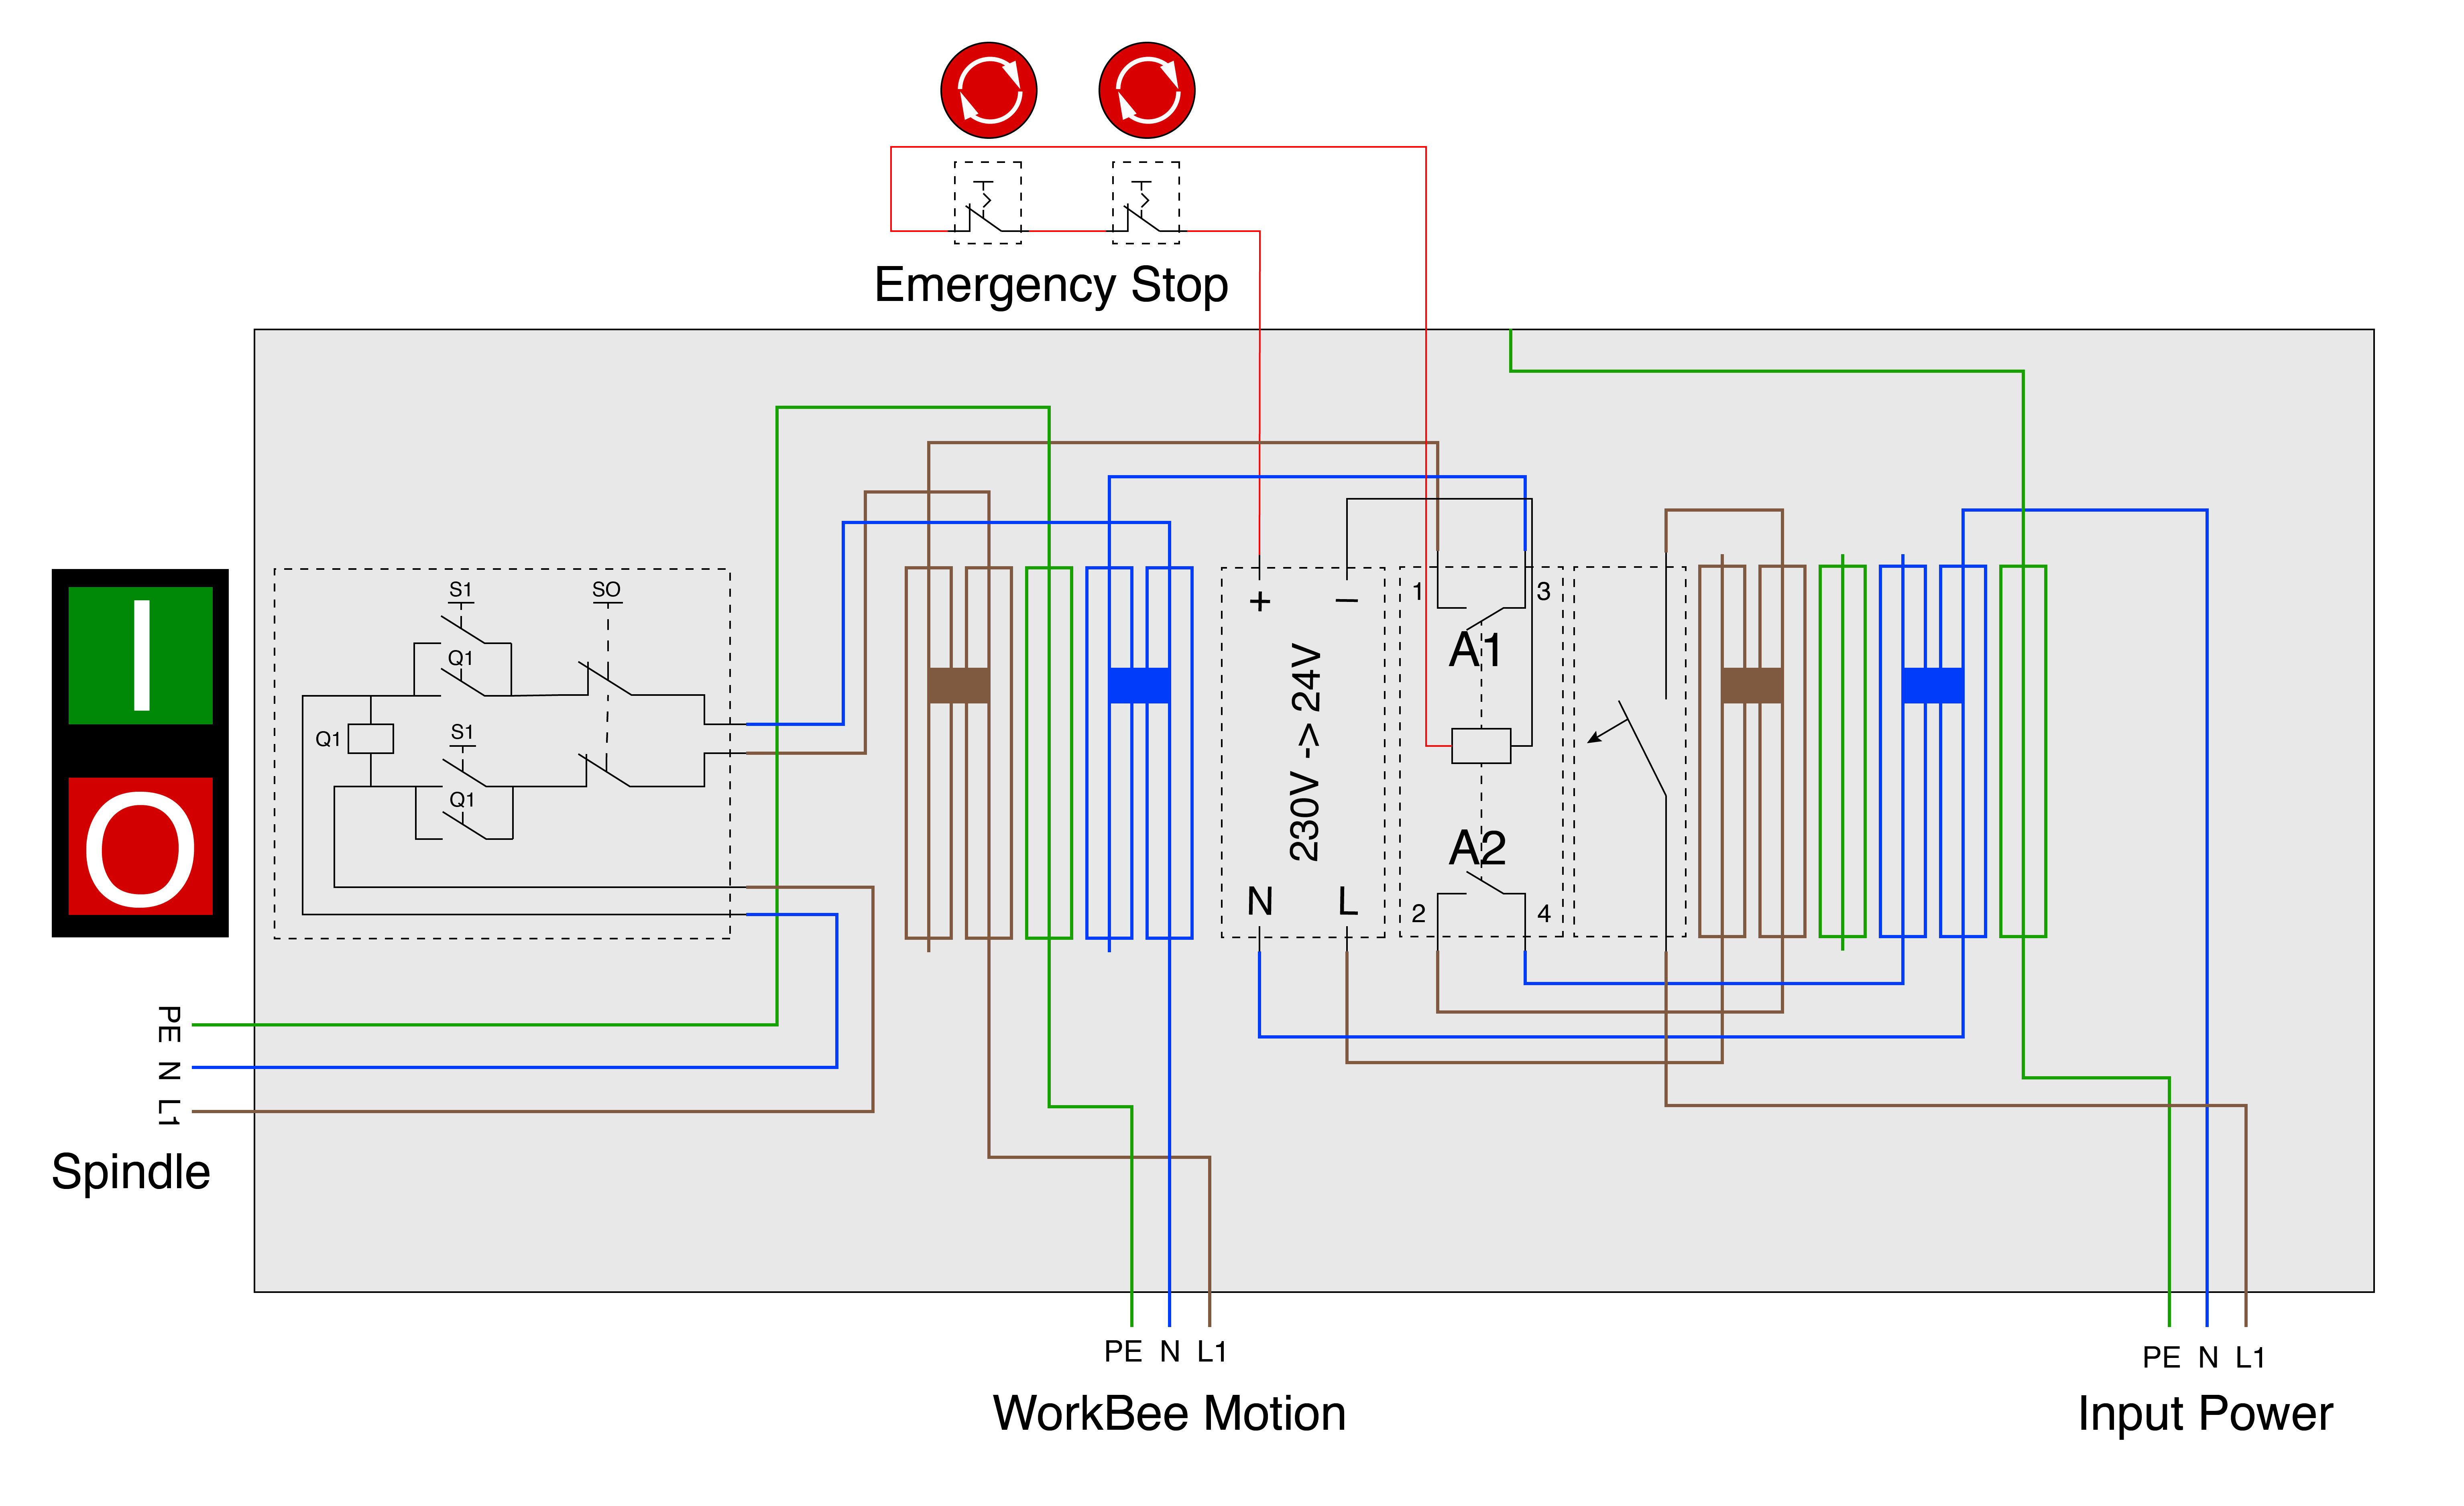 Emergency Stop
I
O
S1
SO
Q1
Q1
S1
Q1
+
–
230V -> 24V
N
L
1
3
A1
A2
2
4
PE
N
L1
Spindle
PE N L1
WorkBee Motion
PE N L1
Input Power